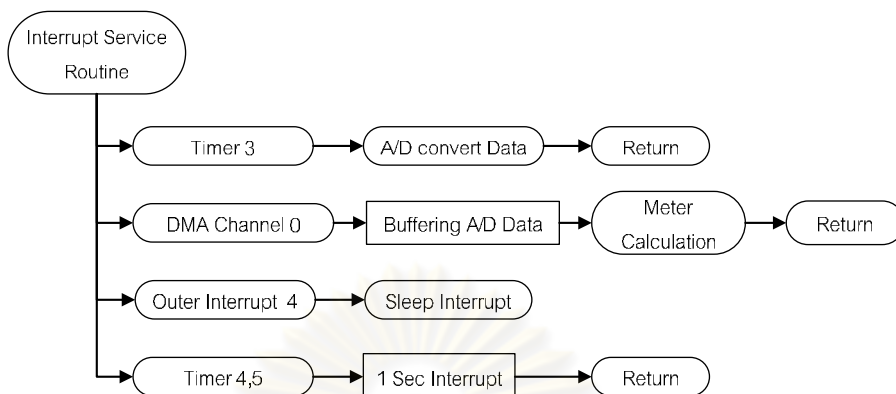 Interrupt Service
Routine
Timer 3
A/D convert Data
Return
DMA Channel 0
Buffering A/D Data
Meter
Calculation
Return
Outer Interrupt 4
Sleep Interrupt
Timer 4,5
1 Sec Interrupt
Return